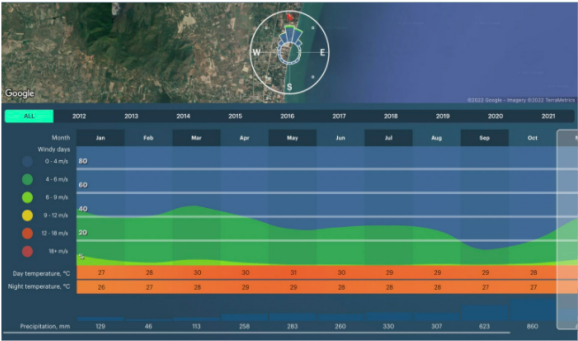 W
E
S
Google
©2023 Google - Imagery ©2023 TerraMetrics
ALL 2012 2013 2014 2015 2016 2017 2018 2019 2020 2021
Month Jan Feb Mar Apr May Jun Jul Aug Sep Oct
Windy days
0 - 4 m/s 80
4 - 6 m/s
60
6 - 9 m/s
9 - 12 m/s 40
12 - 18 m/s 20
18+ m/s
Day temperature, °C 27 28 30 30 31 30 29 29 29 28
Night temperature, °C 26 27 28 29 29 28 28 28 27 27
Precipitation, mm 129 46 113 258 283 260 330 307 623 860